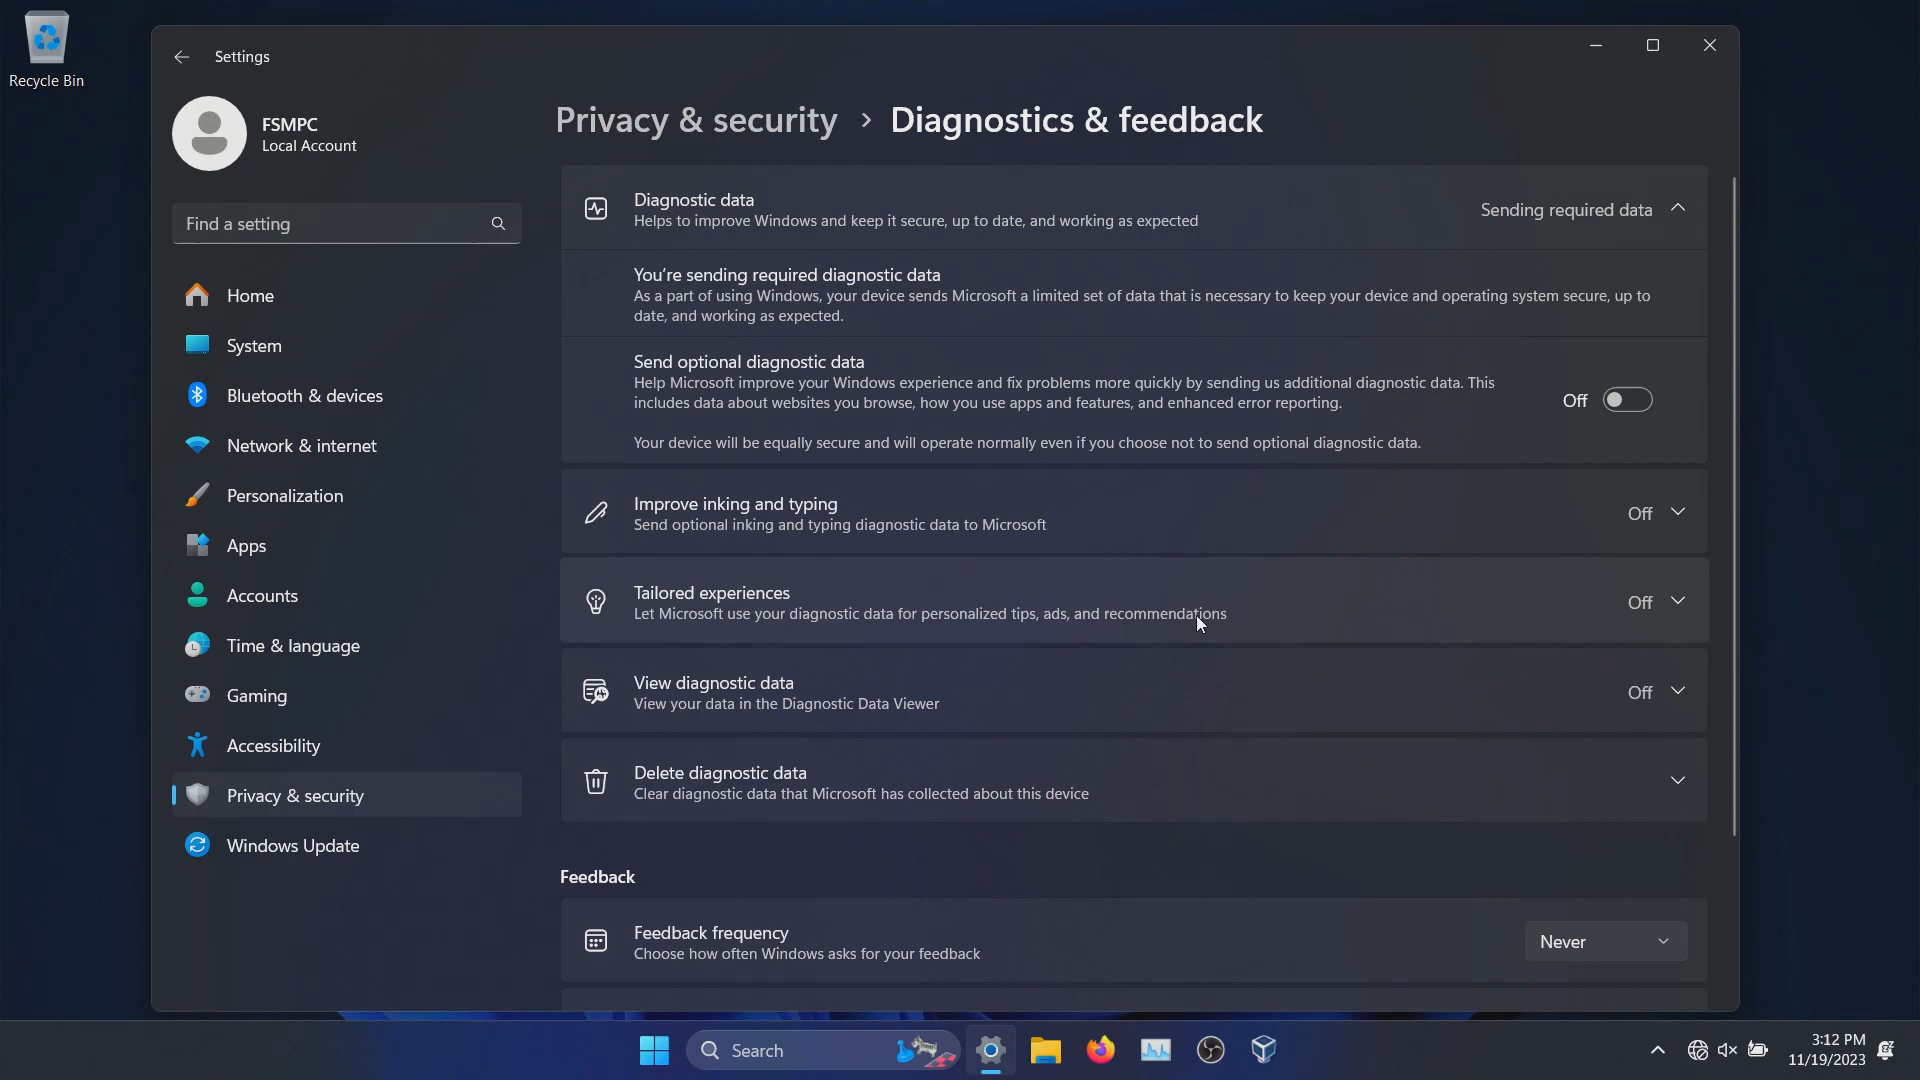 Recycle Bin
Settings
FSMPC
Local Account
Find a setting
Home
System
Bluetooth & devices
Network & internet
Personalization
Apps
Accounts
Time & language
Gaming
Accessibility
Privacy & security
Windows Update
Privacy & security > Diagnostics & feedback
Diagnostic data
Helps to improve Windows and keep it secure, up to date, and working as expected
Sending required data
You're sending required diagnostic data
As a part of using Windows, your device sends Microsoft a limited set of data that is necessary to keep your device and operating system secure, up to
date, and working as expected.
Send optional diagnostic data
Help Microsoft improve your Windows experience and fix problems more quickly by sending us additional diagnostic data. This
includes data about websites you browse, how you use apps and features, and enhanced error reporting.
Off
Your device will be equally secure and will operate normally even if you choose not to send optional diagnostic data.
Improve inking and typing
Send optional inking and typing diagnostic data to Microsoft
Off
Tailored experiences
Let Microsoft use your diagnostic data for personalized tips, ads, and recommendations
Off
View diagnostic data
View your data in the Diagnostic Data Viewer
Off
Delete diagnostic data
Clear diagnostic data that Microsoft has collected about this device
Feedback
Feedback frequency
Choose how often Windows asks for your feedback
Never
Search
3:12 PM
11/19/2023